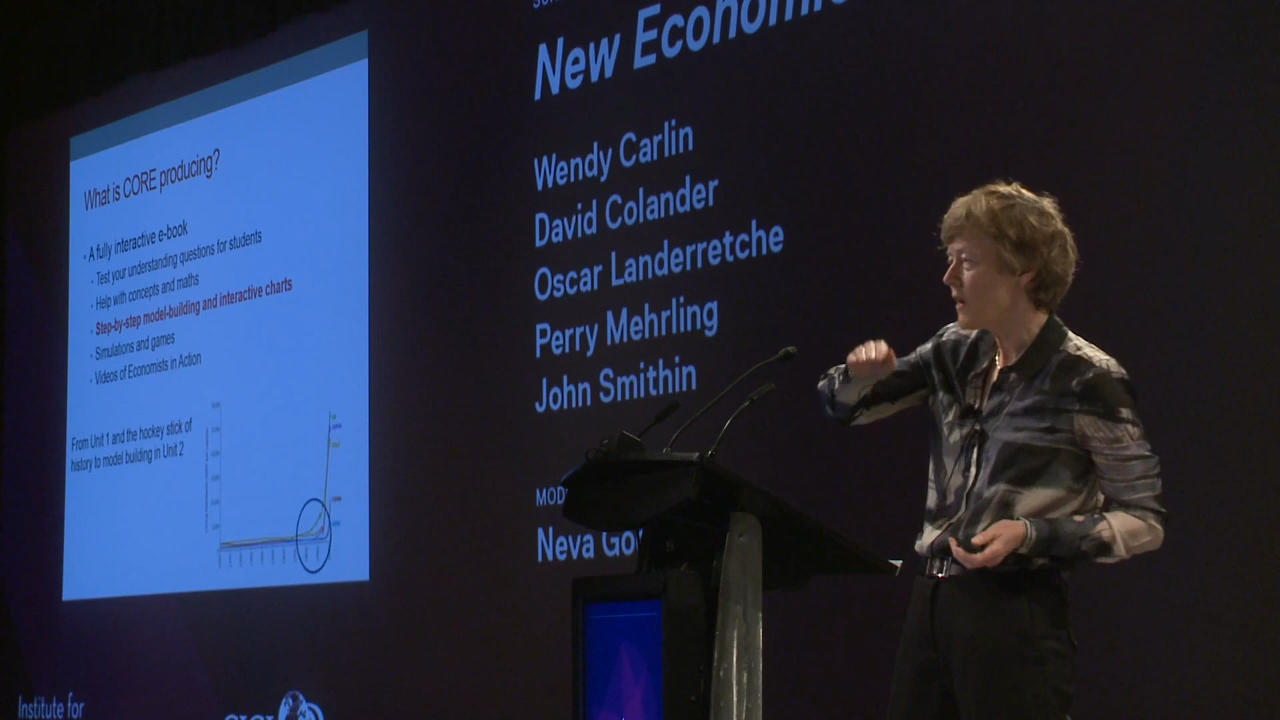 What is CORE producing?
• A fully interactive e-book
• Test your understanding questions for students
• Help with concepts and maths
• Step-by-step model-building and interactive charts
• Simulations and games
• Videos of Economists in Action
From Unit 1 and the hockey stick of
history to model building in Unit 2
New Economic
Wendy Carlin
David Colander
Oscar Landerretche
Perry Mehrling
John Smithin
MOD
Neva Go
Institute for
CIGI